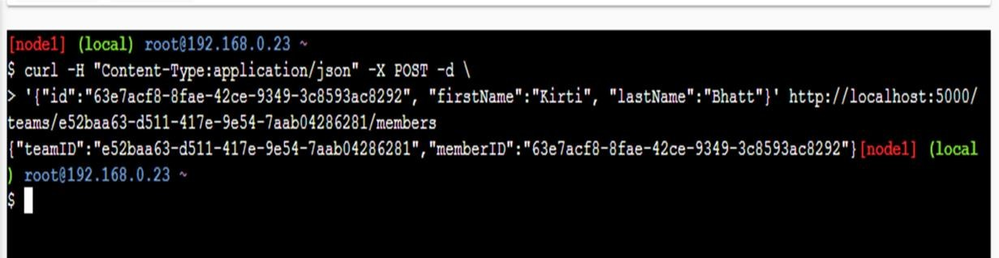 [node1] (local) root@192.168.0.23 ~
$ curl -H "Content-Type:application/json" -X POST -d \
> '{"id":"63e7acf8-8fae-42ce-9349-3c8593ac8292", "firstName":"Kirti", "lastName":"Bhatt"}' http://localhost:5000/
teams/e52baa63-d511-417e-9e54-7aab04286281/members
{"teamID":"e52baa63-d511-417e-9e54-7aab04286281","memberID":"63e7acf8-8fae-42ce-9349-3c8593ac8292"}[node1] (local
) root@192.168.0.23 ~
$